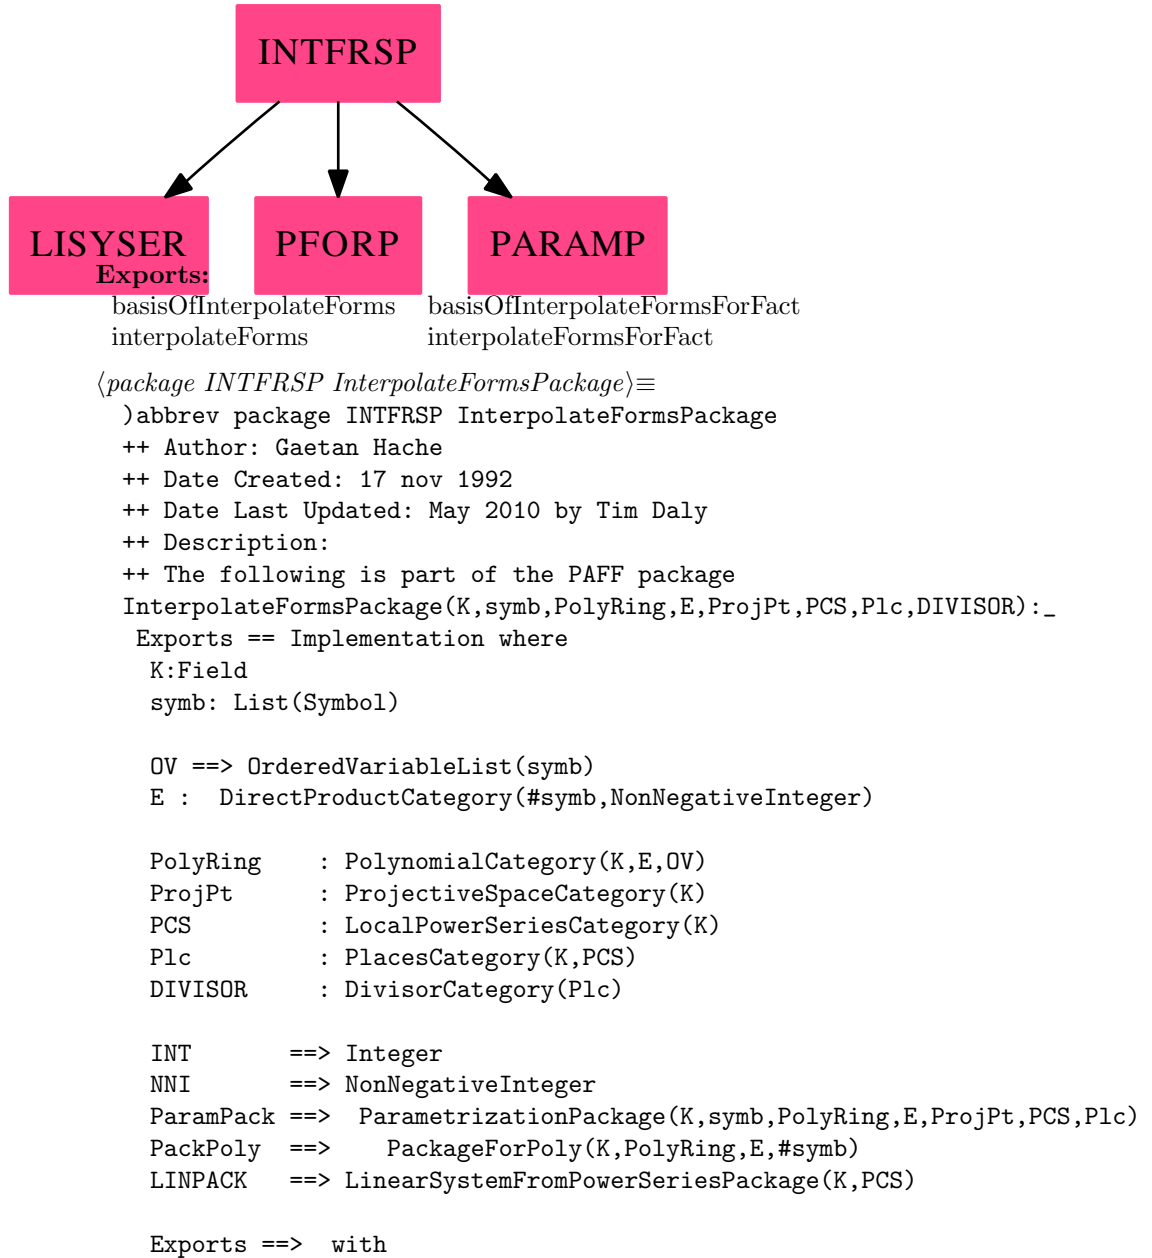 INTFRSP
LISYSER PFORP PARAMP
Exports:
basisOfInterpolateForms basisOfInterpolateFormsForFact
interpolateForms interpolateFormsForFact
⟨package INTFRSP InterpolateFormsPackage⟩≡
)abbrev package INTFRSP InterpolateFormsPackage
++ Author: Gaetan Hache
++ Date Created: 17 nov 1992
++ Date Last Updated: May 2010 by Tim Daly
++ Description:
++ The following is part of the PAFF package
InterpolateFormsPackage(K,symb,PolyRing,E,ProjPt,PCS,Plc,DIVISOR):_
Exports == Implementation where
K:Field
symb: List(Symbol)
OV ==> OrderedVariableList(symb)
E : DirectProductCategory(#symb,NonNegativeInteger)
PolyRing : PolynomialCategory(K,E,OV)
ProjPt : ProjectiveSpaceCategory(K)
PCS : LocalPowerSeriesCategory(K)
Plc : PlacesCategory(K,PCS)
DIVISOR : DivisorCategory(Plc)
INT ==> Integer
NNI ==> NonNegativeInteger
ParamPack ==> ParametrizationPackage(K,symb,PolyRing,E,ProjPt,PCS,Plc)
PackPoly ==> PackageForPoly(K,PolyRing,E,#symb)
LINPACK ==> LinearSystemFromPowerSeriesPackage(K,PCS)
Exports ==> with